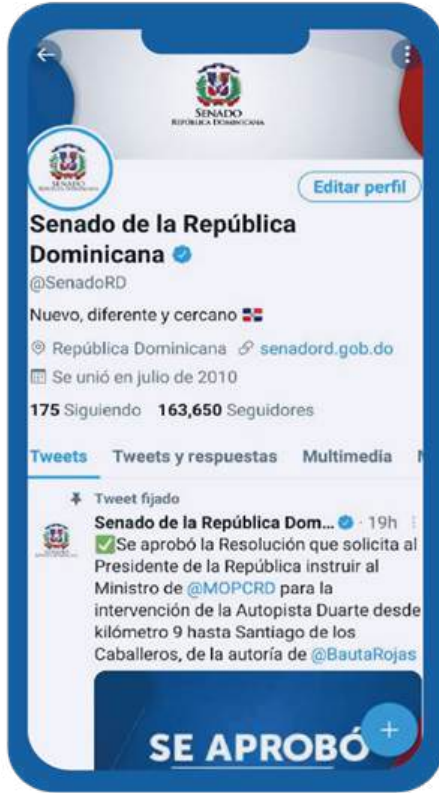 SENADO
REPÚBLICA DOMINICANA
Editar perfil
Senado de la República
Dominicana
@SenadoRD
Nuevo, diferente y cercano
República Dominicana senadord.gob.do
Se unió en julio de 2010
175 Siguiendo 163,650 Seguidores
Tweets Tweets y respuestas Multimedia
Tweet fijado
Senado de la República Dom... · 19h
Se aprobó la Resolución que solicita al
Presidente de la República instruir al
Ministro de @MOPCRD para la
intervención de la Autopista Duarte desde
kilómetro 9 hasta Santiago de los
Caballeros, de la autoría de @BautaRojas
SE APROBÓ